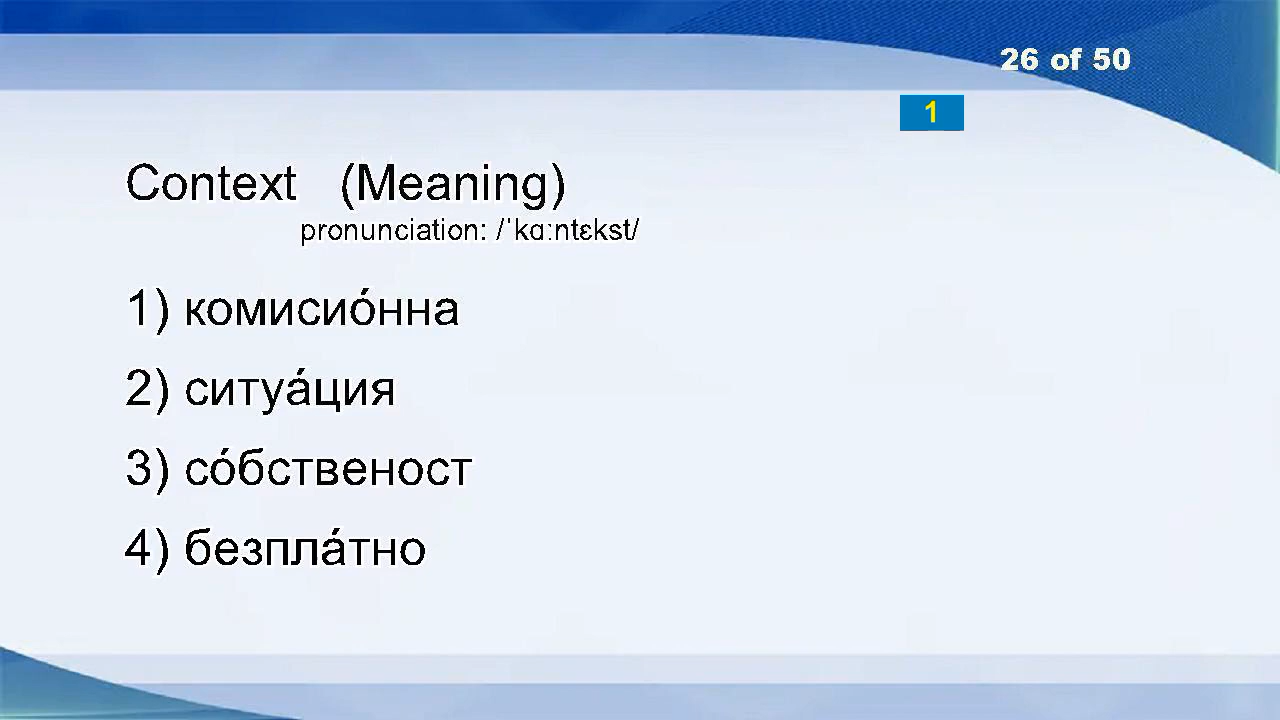 26 of 50
1
Context (Meaning)
pronunciation: /ˈkɑːntɛkst/
1) комисио́нна
2) ситуа́ция
3) со́бственост
4) безпла́тно